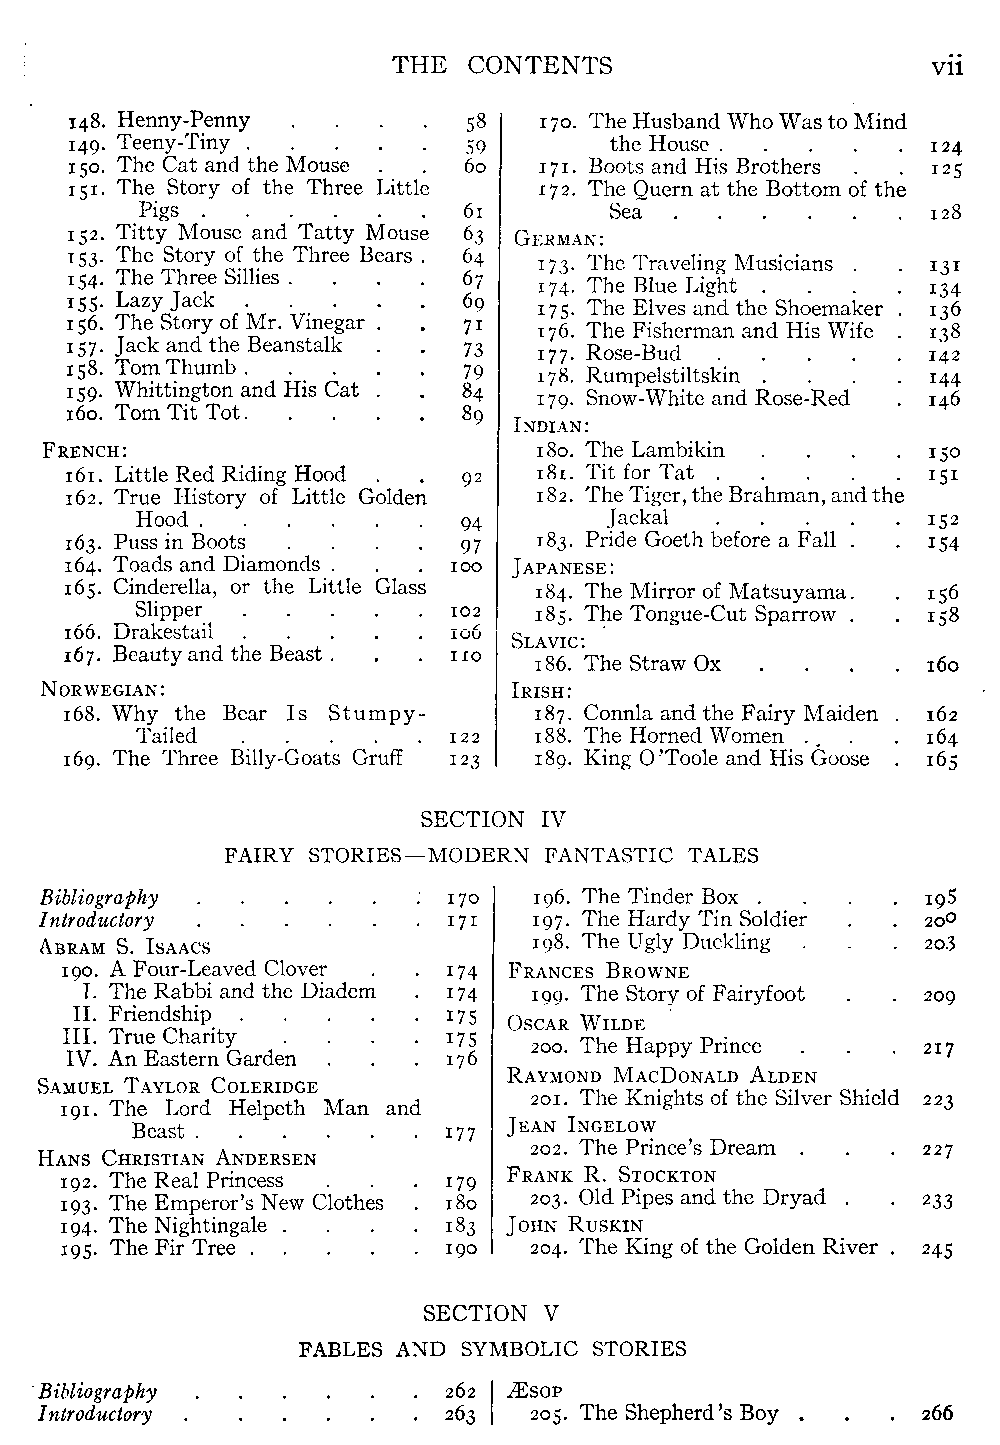 THE CONTENTS vii
148. Henny-Penny . . . . 58
149. Teeny-Tiny . . . . . 59
150. The Cat and the Mouse . . 60
151. The Story of the Three Little
Pigs . . . . . . 61
152. Titty Mouse and Tatty Mouse 63
153. The Story of the Three Bears . 64
154. The Three Sillies . . . . 67
155. Lazy Jack . . . . . 69
156. The Story of Mr. Vinegar . . 71
157. Jack and the Beanstalk . . 73
158. Tom Thumb . . . . . 79
159. Whittington and His Cat . . 84
160. Tom Tit Tot. . . . . 89
FRENCH:
161. Little Red Riding Hood . . 92
162. True History of Little Golden
Hood . . . . . . 94
163. Puss in Boots . . . . 97
164. Toads and Diamonds . . . 100
165. Cinderella, or the Little Glass
Slipper . . . . . 102
166. Drakestail . . . . . 106
167. Beauty and the Beast . . . 110
NORWEGIAN:
168. Why the Bear Is Stumpy-
Tailed . . . . . 122
169. The Three Billy-Goats Gruff 123
170. The Husband Who Was to Mind
the House . . . . . 124
171. Boots and His Brothers . . 125
172. The Quern at the Bottom of the
Sea . . . . . . 128
GERMAN:
173. The Traveling Musicians . . 131
174. The Blue Light . . . . 134
175. The Elves and the Shoemaker . 136
176. The Fisherman and His Wife . 138
177. Rose-Bud . . . . . 142
178. Rumpelstiltskin . . . . 144
179. Snow-White and Rose-Red . 146
INDIAN:
180. The Lambikin . . . . 150
181. Tit for Tat . . . . . 151
182. The Tiger, the Brahman, and the
Jackal . . . . . 152
183. Pride Goeth before a Fall . . 154
JAPANESE:
184. The Mirror of Matsuyama. . 156
185. The Tongue-Cut Sparrow . . 158
SLAVIC:
186. The Straw Ox . . . . 160
IRISH:
187. Connla and the Fairy Maiden . 162
188. The Horned Women . . . . 164
189. King O'Toole and His Goose . 165
SECTION IV
FAIRY STORIES—MODERN FANTASTIC TALES
Bibliography . . . . . . 170
Introductory . . . . . . 171
ABRAM S. ISAACS
190. A Four-Leaved Clover . . 174
I. The Rabbi and the Diadem . 174
II. Friendship . . . . . 175
III. True Charity . . . . 175
IV. An Eastern Garden . . . 176
SAMUEL TAYLOR COLERIDGE
191. The Lord Helpeth Man and
Beast . . . . . . 177
HANS CHRISTIAN ANDERSEN
192. The Real Princess . . . 179
193. The Emperor's New Clothes . 180
194. The Nightingale . . . . 183
195. The Fir Tree . . . . . 190
196. The Tinder Box . . . . 195
197. The Hardy Tin Soldier . . 200
198. The Ugly Duckling . . . 203
FRANCES BROWNE
199. The Story of Fairyfoot . . 209
OSCAR WILDE
200. The Happy Prince . . . 217
RAYMOND MACDONALD ALDEN
201. The Knights of the Silver Shield 223
JEAN INGELOW
202. The Prince's Dream . . . 227
FRANK R. STOCKTON
203. Old Pipes and the Dryad . . 233
JOHN RUSKIN
204. The King of the Golden River . 245
SECTION V
FABLES AND SYMBOLIC STORIES
Bibliography . . . . . . 262
Introductory . . . . . . 263
ÆSOP
205. The Shepherd's Boy . . . 266